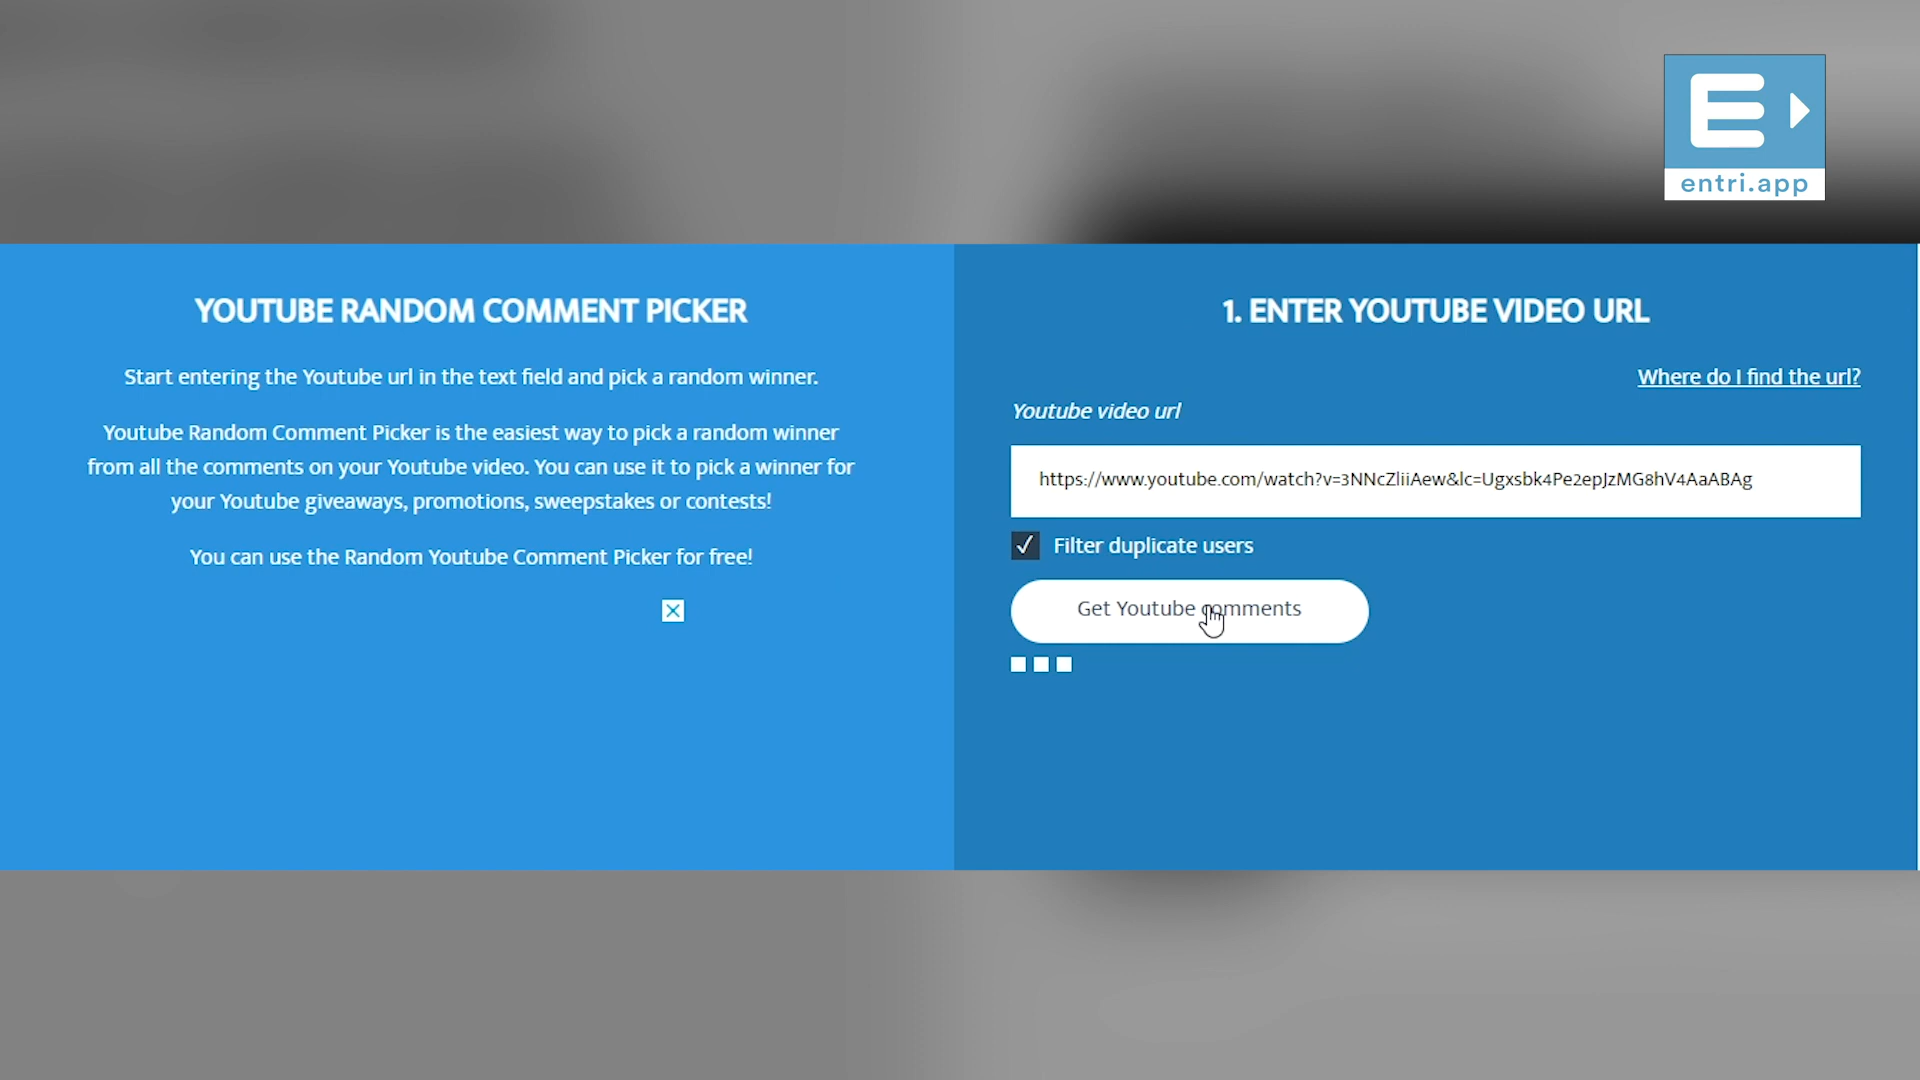 entri.app
YOUTUBE RANDOM COMMENT PICKER
Start entering the Youtube url in the text field and pick a random winner.
Youtube Random Comment Picker is the easiest way to pick a random winner
from all the comments on your Youtube video. You can use it to pick a winner for
your Youtube giveaways, promotions, sweepstakes or contests!
You can use the Random Youtube Comment Picker for free!
1. ENTER YOUTUBE VIDEO URL
Where do I find the url?
Youtube video url
https://www.youtube.com/watch?v=3NNcZliiAew&lc=Ugxsbk4Pe2epJzMG8hV4AaABAg
Filter duplicate users
Get Youtube comments